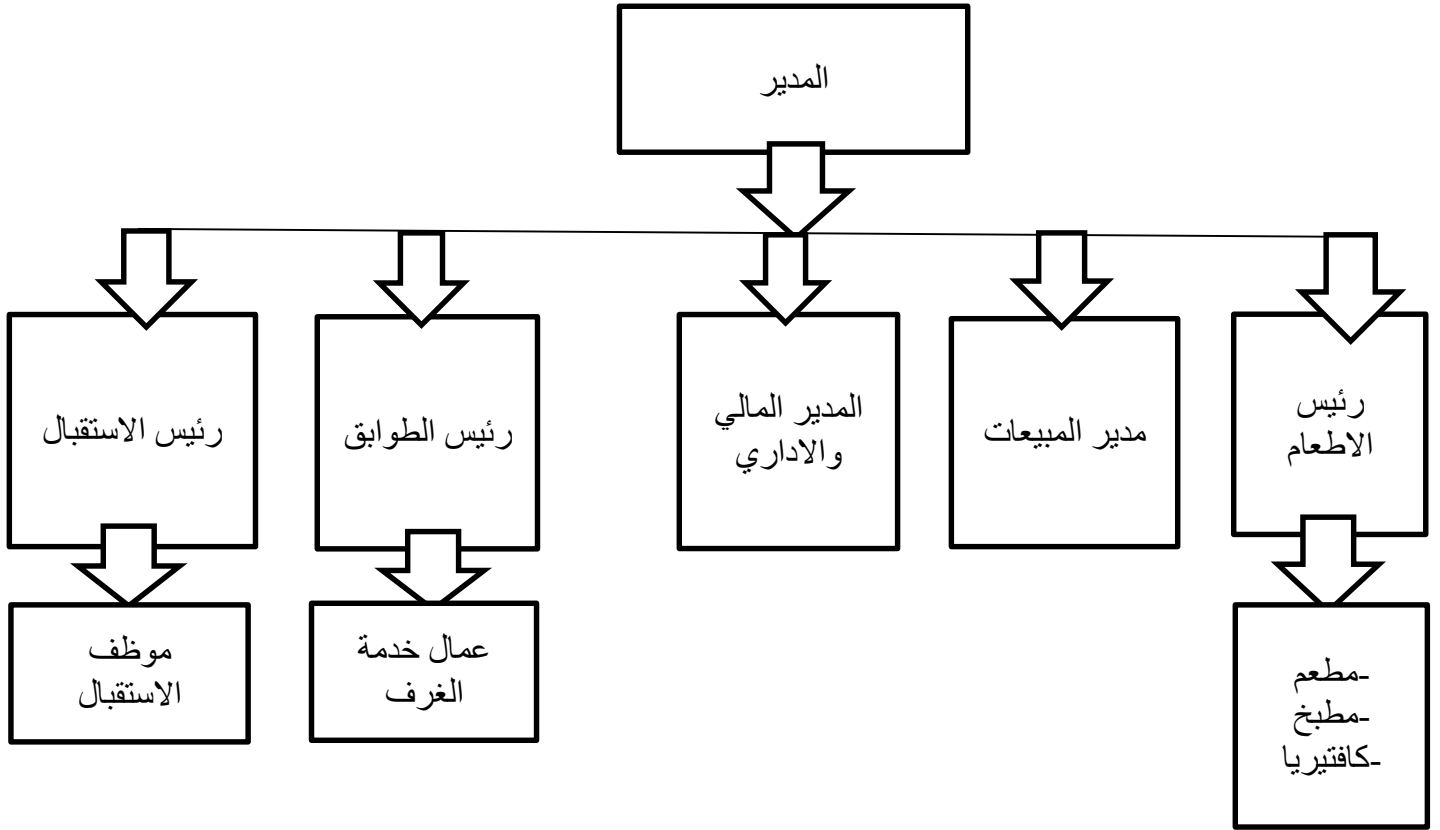 المدير
رئيس
الاطعام
مدير المبيعات
المدير المالي
والاداري
رئيس الطوابق
رئيس الاستقبال
-مطعم
-مطبخ
-كافتيريا
عمال خدمة
الغرف
موظف
الاستقبال